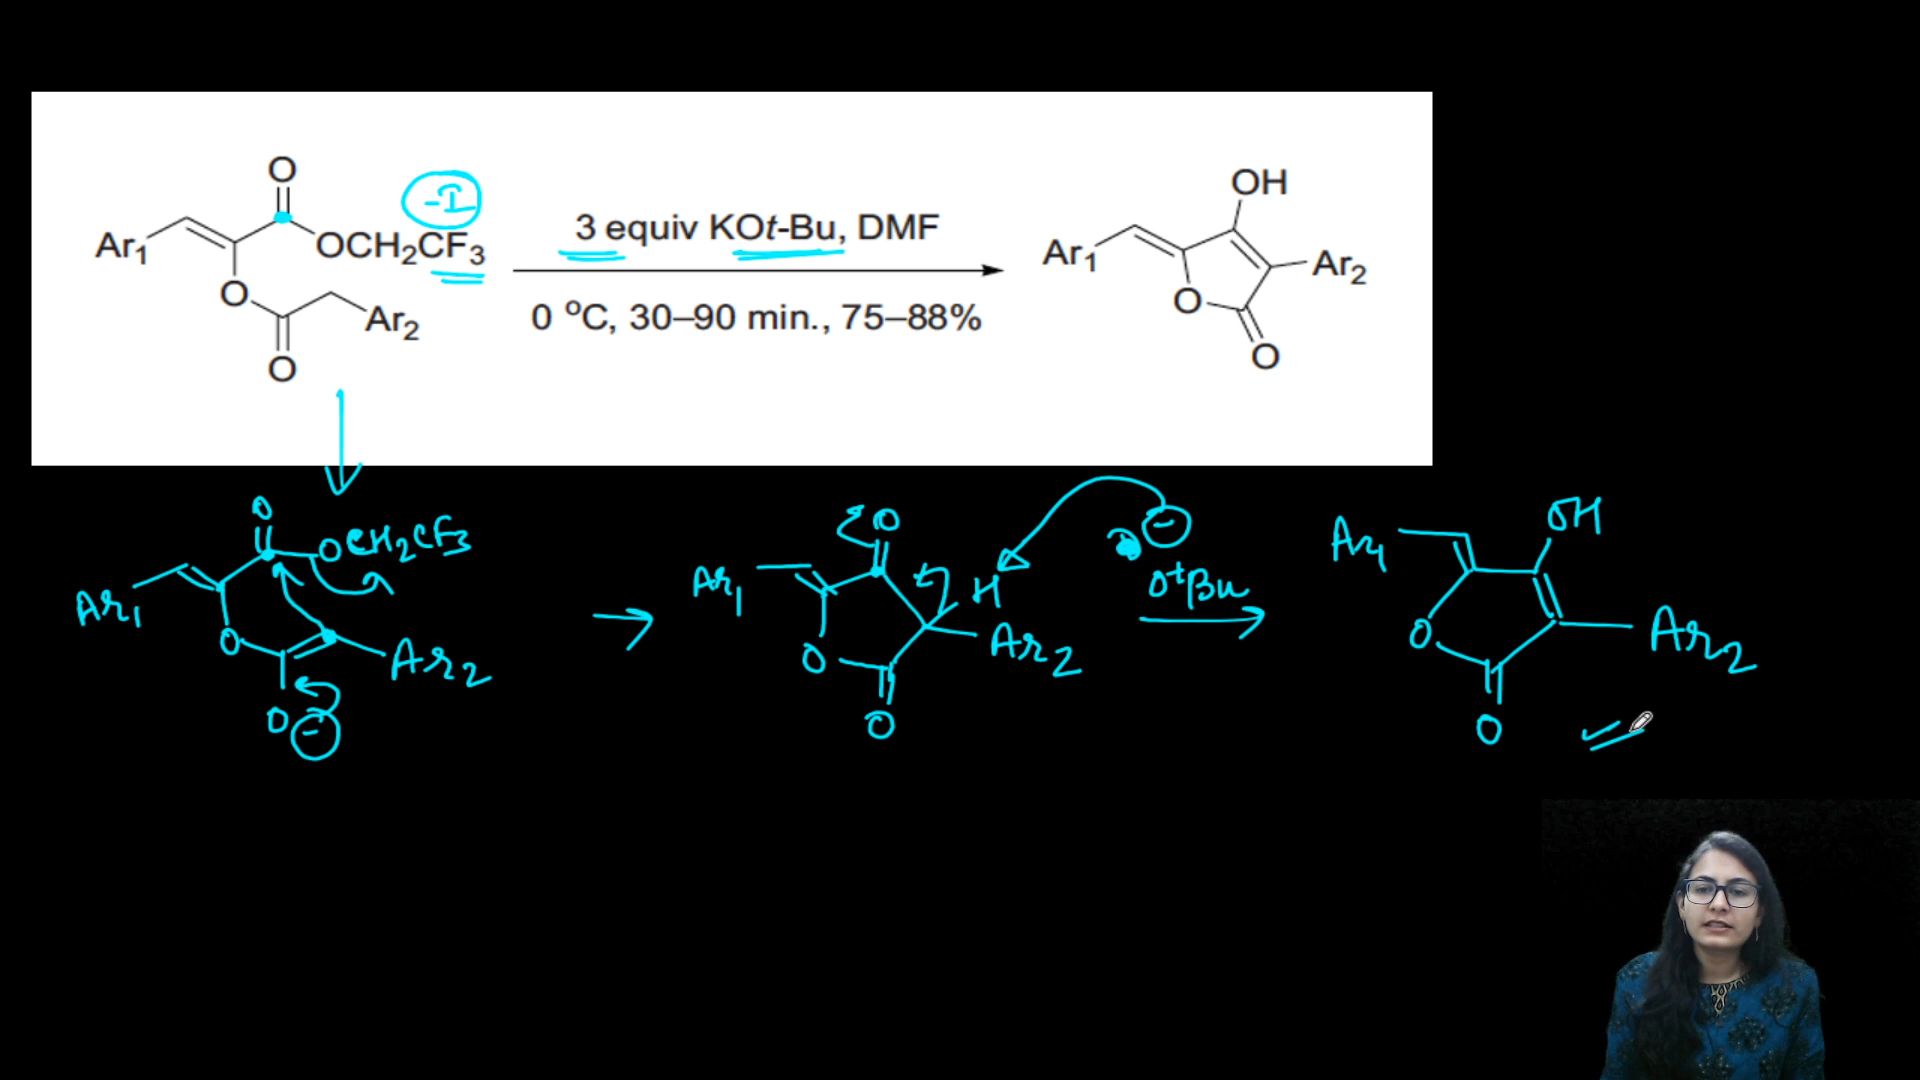 O
-I
OH
Ar1
OCH2CF3
3 equiv KOt-Bu, DMF
Ar1
Ar2
O
Ar2
O
0 ºC, 30–90 min., 75–88%
O
O
O
OCH2CF3
Ar1
O
Ar2
O
-
O
Ar1
H
O
Ar2
O
-
OtBu
OH
Ar1
O
Ar2
O